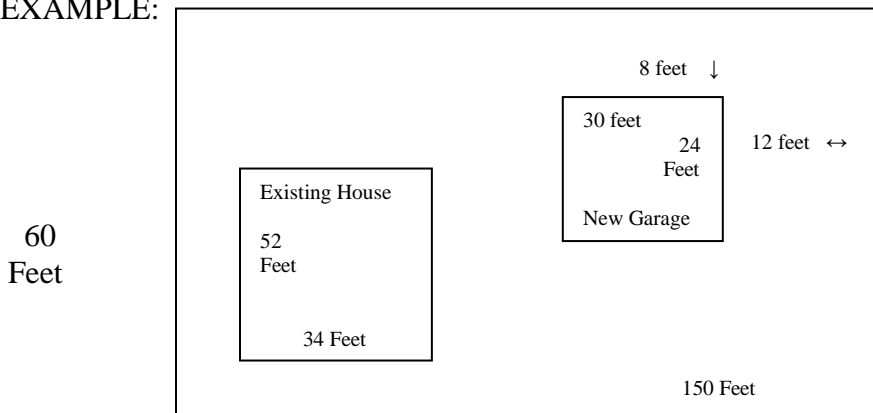 EXAMPLE:
8 feet ↓
30 feet
24
Feet
12 feet ↔
New Garage
Existing House
52
Feet
34 Feet
60
Feet
150 Feet